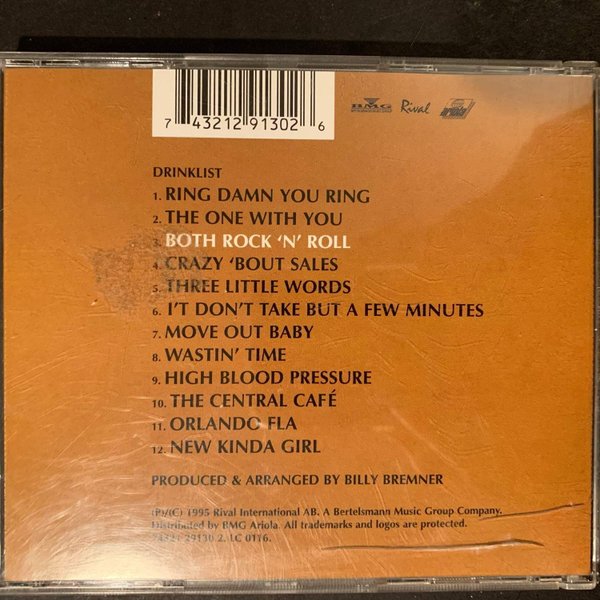 7 43212 91302 6
BMG Rival ARIOLA
DRINKLIST
1. RING DAMN YOU RING
2. THE ONE WITH YOU
3. BOTH ROCK ‘N’ ROLL
4. CRAZY ‘BOUT SALES
5. THREE LITTLE WORDS
6. I’T DON’T TAKE BUT A FEW MINUTES
7. MOVE OUT BABY
8. WASTIN’ TIME
9. HIGH BLOOD PRESSURE
10. THE CENTRAL CAFÉ
11. ORLANDO FLA
12. NEW KINDA GIRL
PRODUCED & ARRANGED BY BILLY BREMNER
(P)/(C) 1995 Rival International AB. A Bertelsmann Music Group Company.
Distributed by BMG Ariola. All trademarks and logos are protected.
74321 29130 2. LC 0116.